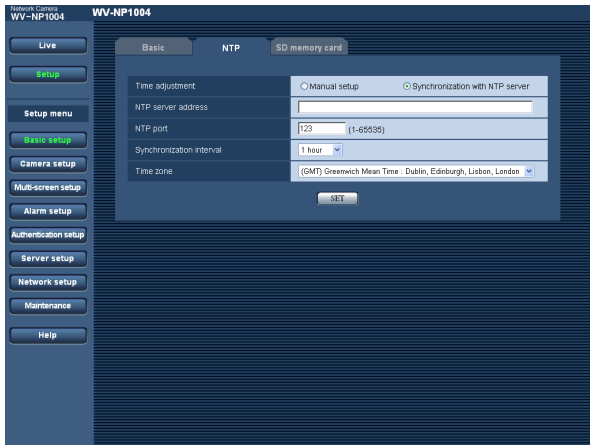 Network Camera
WV-NP1004
WV-NP1004
Live
Setup
Setup menu
Basic setup
Camera setup
Multi-screen setup
Alarm setup
Authentication setup
Server setup
Network setup
Maintenance
Help
Basic NTP SD memory card
Time adjustment Manual setup Synchronization with NTP server
NTP server address
NTP port 123 (1-65535)
Synchronization interval 1 hour
Time zone (GMT) Greenwich Mean Time : Dublin, Edinburgh, Lisbon, London
SET